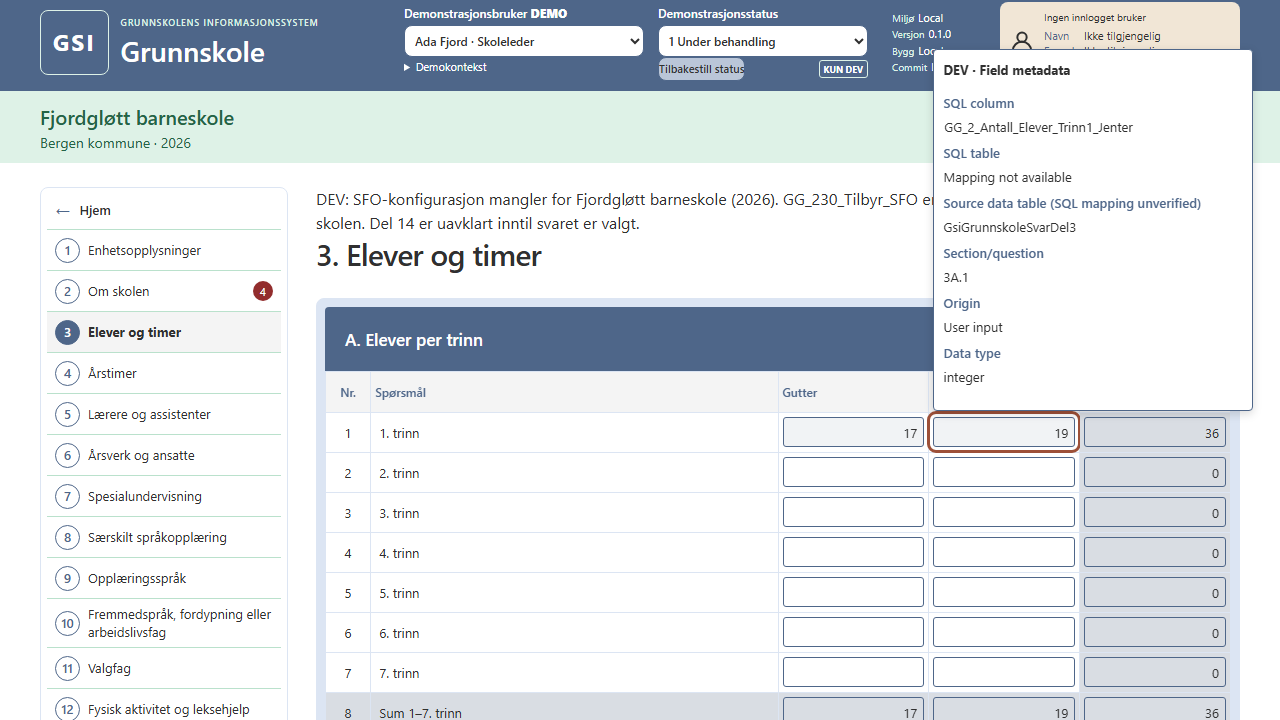 GSI
GRUNNSKOLENS INFORMASJONSSYSTEM
Grunnskole
Demonstrasjonsbruker DEMO
Ada Fjord · Skoleleder
Demokontekst
Demonstrasjonsstatus
1 Under behandling
Tilbakestill status
KUN DEV
Miljø Local
Versjon 0.1.0
Bygg
Commit
Ingen innlogget bruker
Navn Ikke tilgjengelig
Fjordgløtt barneskole
Bergen kommune · 2026
DEV · Field metadata
SQL column
GG_2_Antall_Elever_Trinn1_Jenter
SQL table
Mapping not available
Source data table (SQL mapping unverified)
GsiGrunnskoleSvarDel3
Section/question
3A.1
Origin
User input
Data type
integer
← Hjem
1 Enhetsopplysninger
2 Om skolen 4
3 Elever og timer
4 Årstimer
5 Lærere og assistenter
6 Årsverk og ansatte
7 Spesialundervisning
8 Særskilt språkopplæring
9 Opplæringsspråk
10 Fremmedspråk, fordypning eller
arbeidslivsfag
11 Valgfag
12 Fysisk aktivitet og leksehjelp
DEV: SFO-konfigurasjon mangler for Fjordgløtt barneskole (2026). GG_230_Tilbyr_SFO
skolen. Del 14 er uavklart inntil svaret er valgt.
3. Elever og timer
A. Elever per trinn
Nr. Spørsmål Gutter
1 1. trinn 17 19 36
2 2. trinn 0
3 3. trinn 0
4 4. trinn 0
5 5. trinn 0
6 6. trinn 0
7 7. trinn 0
8 Sum 1–7. trinn 17 19 36